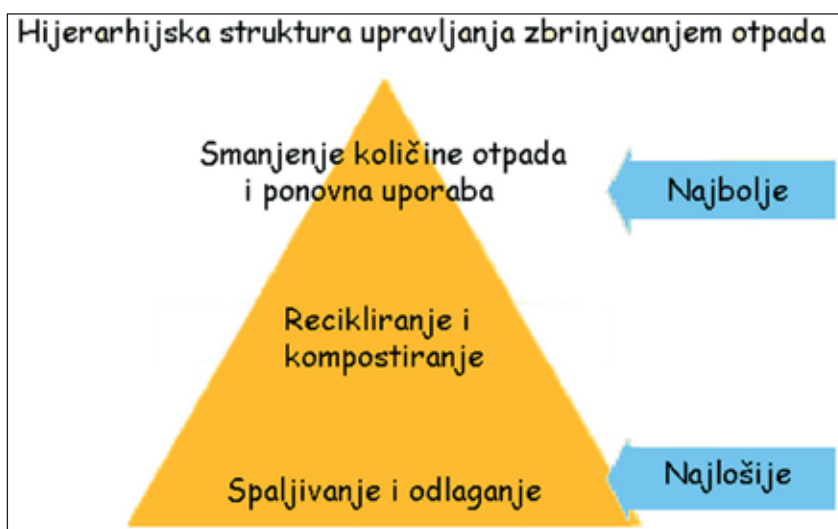 Hijerarhijska struktura upravljanja zbrinjavanjem otpada
Smanjenje količine otpada
i ponovna uporaba
Najbolje
Recikliranje i
kompostiranje
Najlošije
Spaljivanje i odlaganje